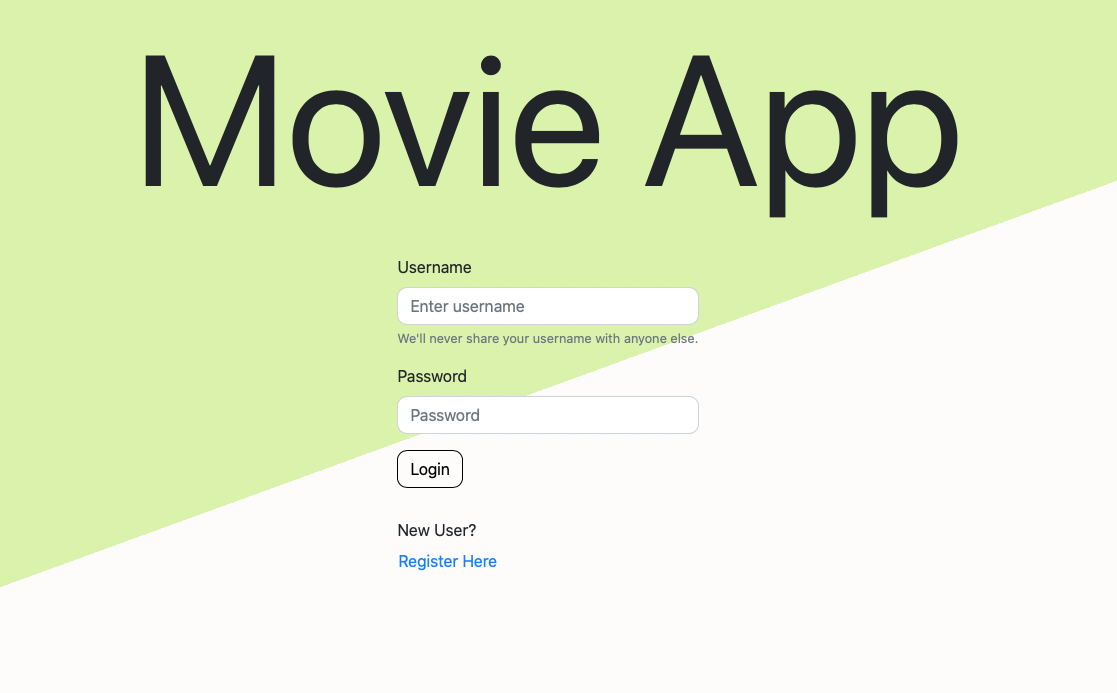 Movie App
Username
Enter username
We'll never share your username with anyone else.
Password
Password
Login
New User?
Register Here